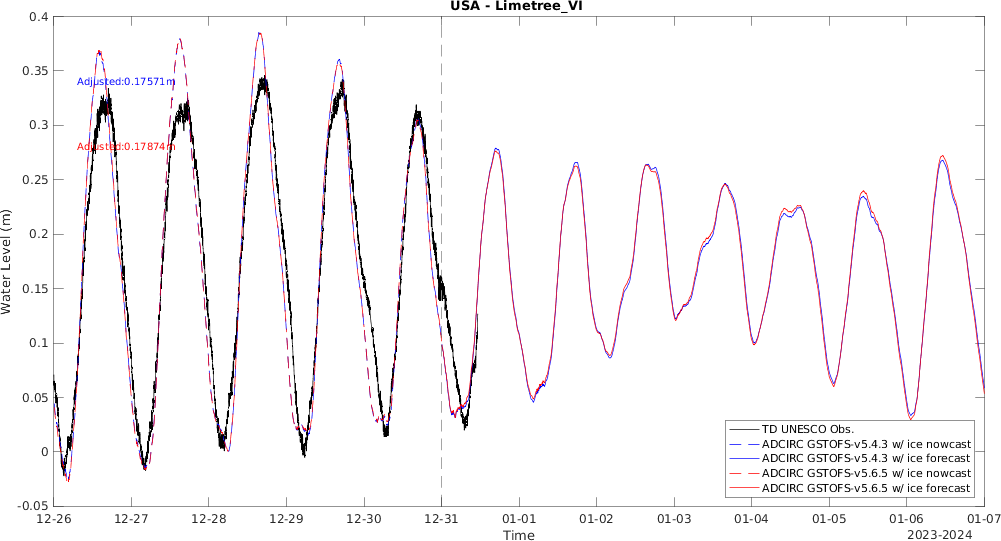 USA - Limetree_VI
0.4
0.35
0.3
0.25
0.2
0.15
0.1
0.05
0
-0.05
Water Level (m)
Adjusted:0.17571m
Adjusted:0.17874m
TD UNESCO Obs.
ADCIRC GSTOFS-v5.4.3 w/ ice nowcast
ADCIRC GSTOFS-v5.4.3 w/ ice forecast
ADCIRC GSTOFS-v5.6.5 w/ ice nowcast
ADCIRC GSTOFS-v5.6.5 w/ ice forecast
12-26 12-27 12-28 12-29 12-30 12-31 01-01 01-02 01-03 01-04 01-05 01-06 01-07
Time
2023-2024